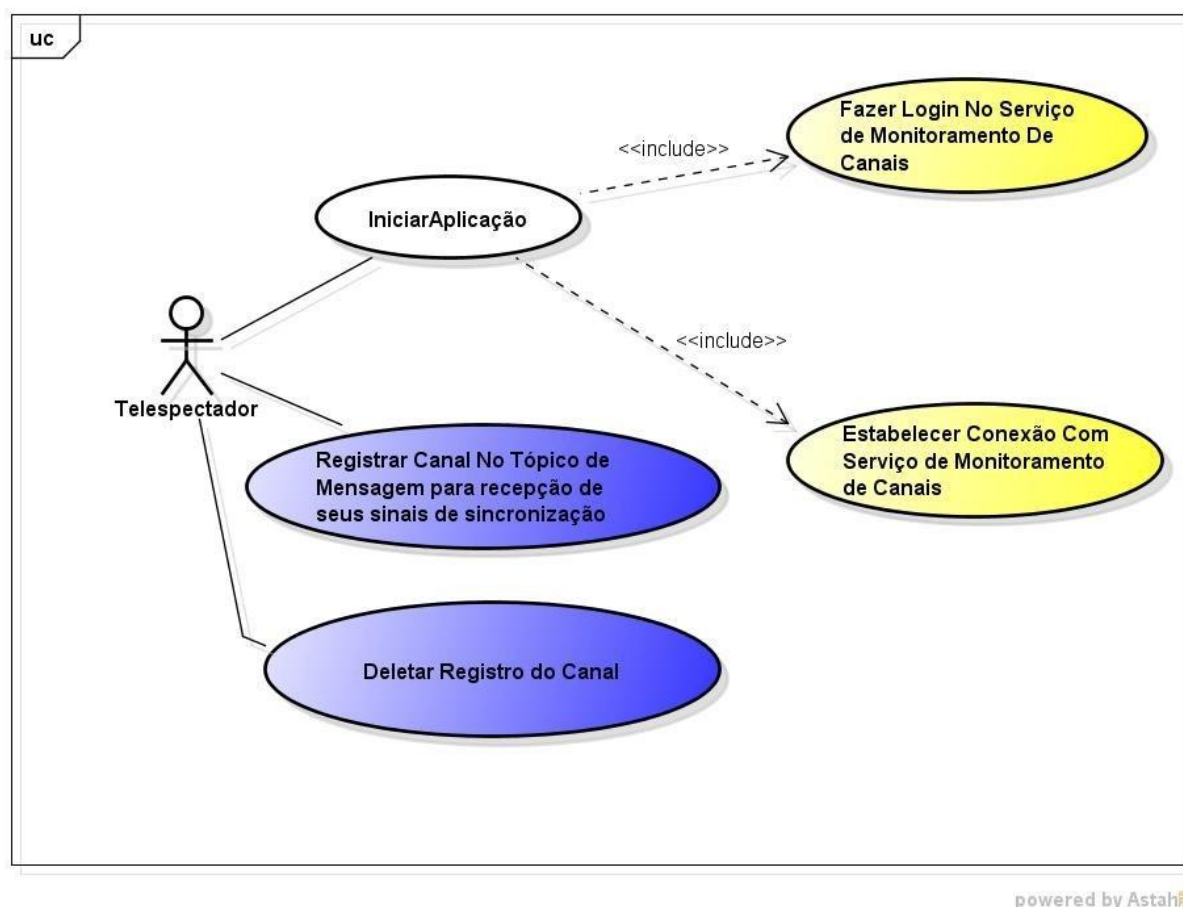 uc
Fazer Login No Serviço
de Monitoramento De
Canais
<<include>>
IniciarAplicação
<<include>>
Telespectador
Estabelecer Conexão Com
Serviço de Monitoramento
de Canais
Registrar Canal No Tópico de
Mensagem para recepção de
seus sinais de sincronização
Deletar Registro do Canal
powered by Astah